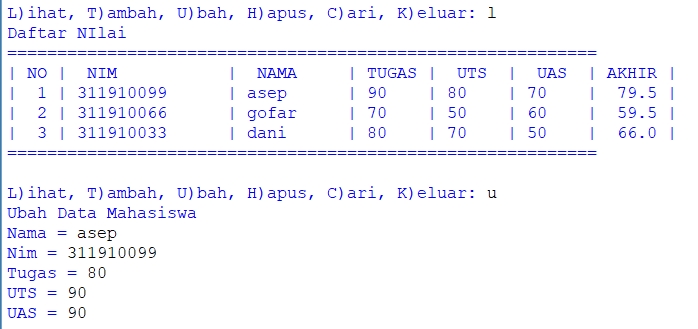 L)ihat, T)ambah, U)bah, H)apus, C)ari, K)eluar: l
Daftar NIlai
===========================================================
| NO |  NIM           |  NAMA     | TUGAS |  UTS  |  UAS  | AKHIR |
|  1 | 311910099      | asep      | 90    | 80    | 70    |  79.5 |
|  2 | 311910066      | gofar     | 70    | 50    | 60    |  59.5 |
|  3 | 311910033      | dani      | 80    | 70    | 50    |  66.0 |
===========================================================
L)ihat, T)ambah, U)bah, H)apus, C)ari, K)eluar: u
Ubah Data Mahasiswa
Nama = asep
Nim = 311910099
Tugas = 80
UTS = 90
UAS = 90